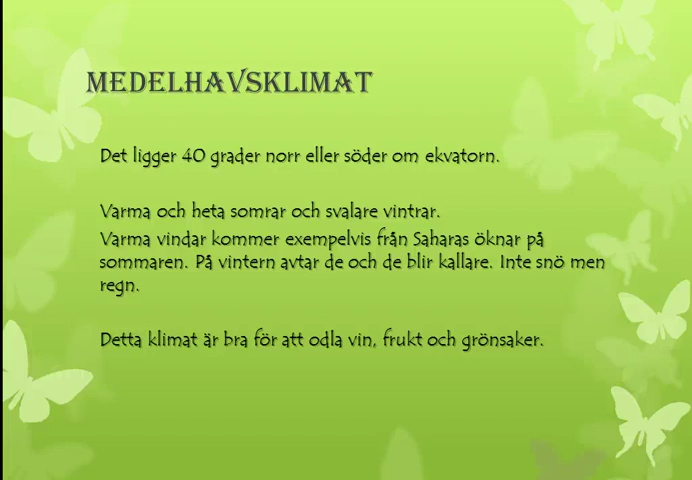 MEDELHAVSKLIMAT
Det ligger 40 grader norr eller söder om ekvatorn.
Varma och heta somrar och svalare vintrar.
Varma vindar kommer exempelvis från Saharas öknar på
sommaren. På vintern avtar de och de blir kallare. Inte snö men
regn.
Detta klimat är bra för att odla vin, frukt och grönsaker.